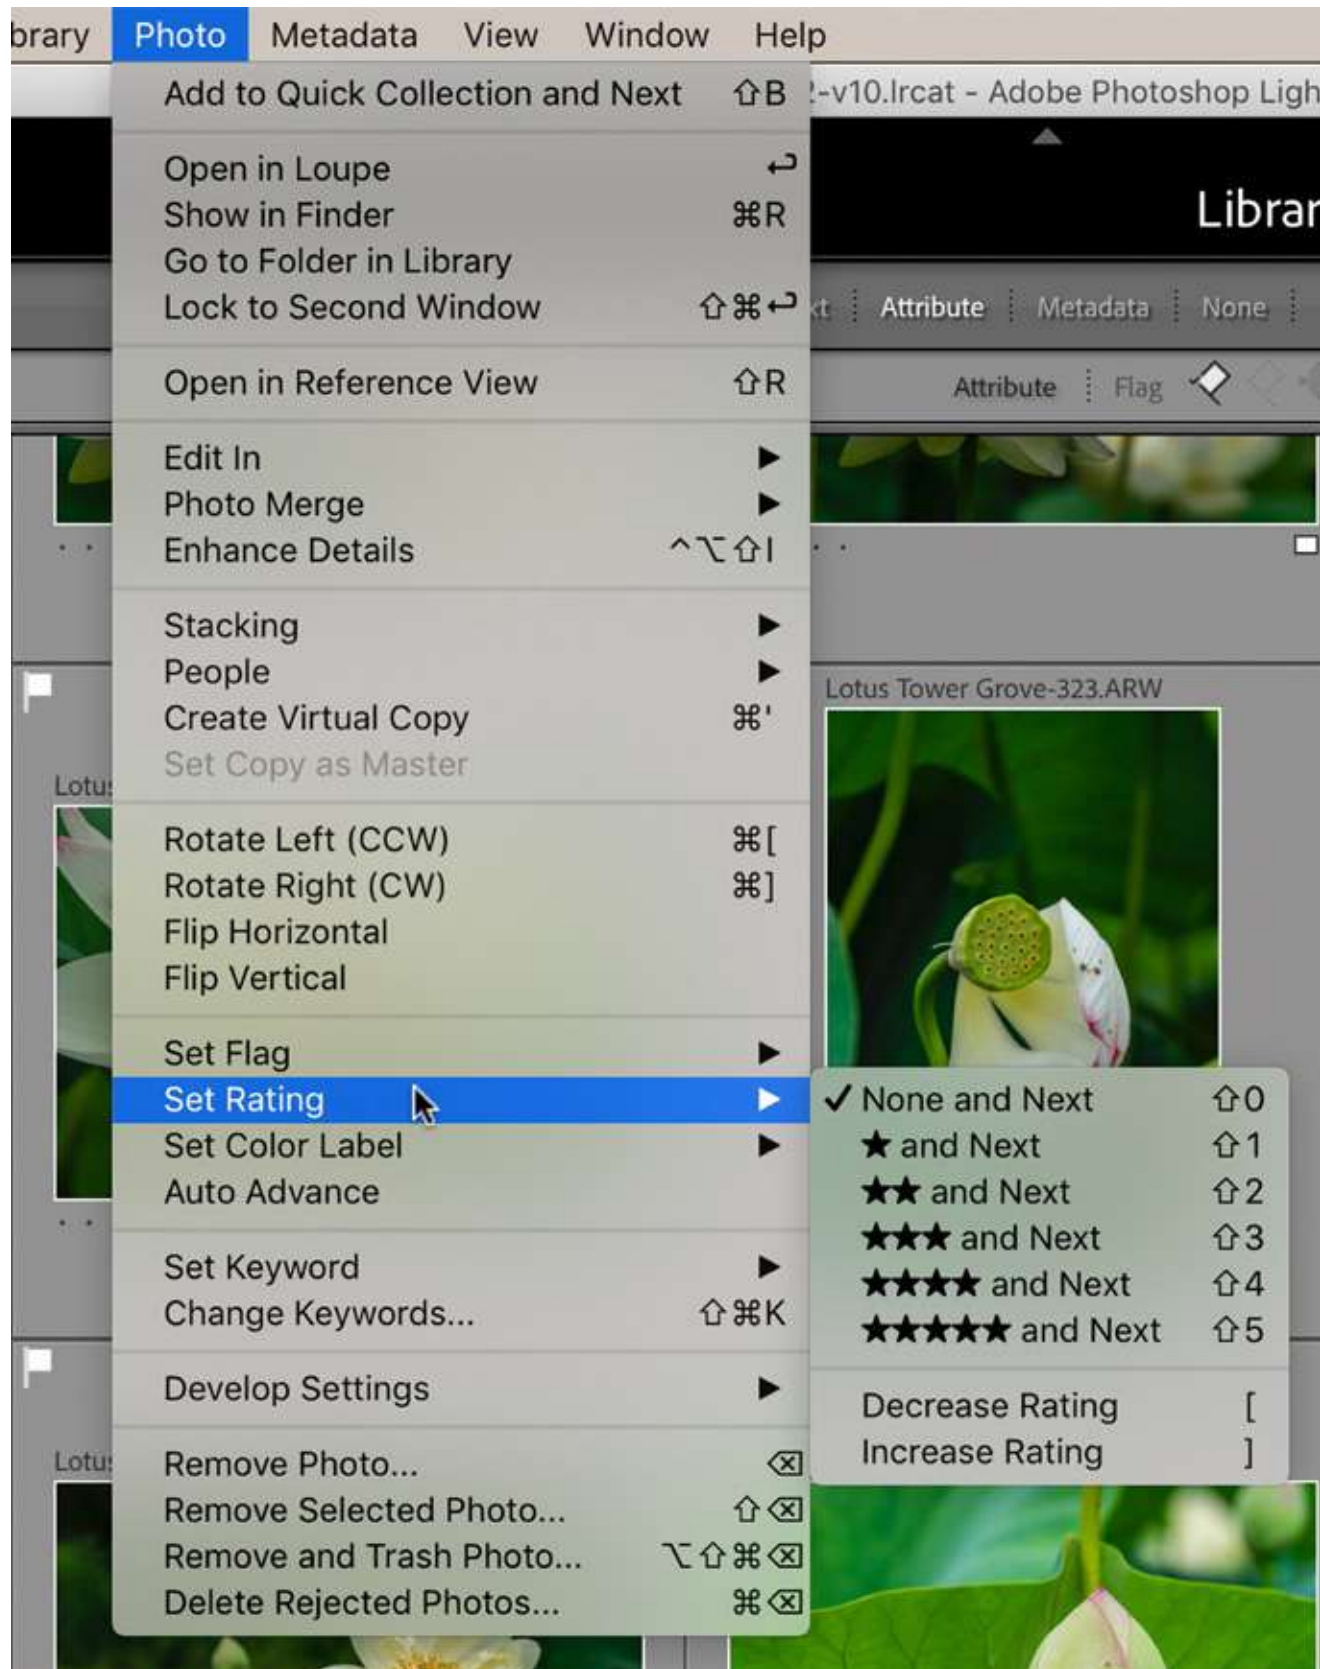 brary Photo Metadata View Window Help
2-v10.lrcat - Adobe Photoshop Ligh
Add to Quick Collection and Next ⇧B
Open in Loupe ↩
Show in Finder ⌘R
Go to Folder in Library
Lock to Second Window ⇧⌘↩
Open in Reference View ⇧R
Edit In ▶
Photo Merge ▶
Enhance Details ^⌥⇧I
Stacking ▶
People ▶
Create Virtual Copy ⌘'
Set Copy as Master
Rotate Left (CCW) ⌘[
Rotate Right (CW) ⌘]
Flip Horizontal
Flip Vertical
Set Flag ▶
Set Rating ▶
Set Color Label ▶
Auto Advance
Set Keyword ▶
Change Keywords... ⇧⌘K
Develop Settings ▶
Remove Photo... ⌫
Remove Selected Photo... ⇧⌫
Remove and Trash Photo... ⌥⇧⌘⌫
Delete Rejected Photos... ⌘⌫
Librar
xt Attribute Metadata None
Attribute Flag
Lotus Tower Grove-323.ARW
Lotus
✓ None and Next ⇧0
★ and Next ⇧1
★★ and Next ⇧2
★★★ and Next ⇧3
★★★★ and Next ⇧4
★★★★★ and Next ⇧5
Decrease Rating [
Increase Rating ]
Lotus